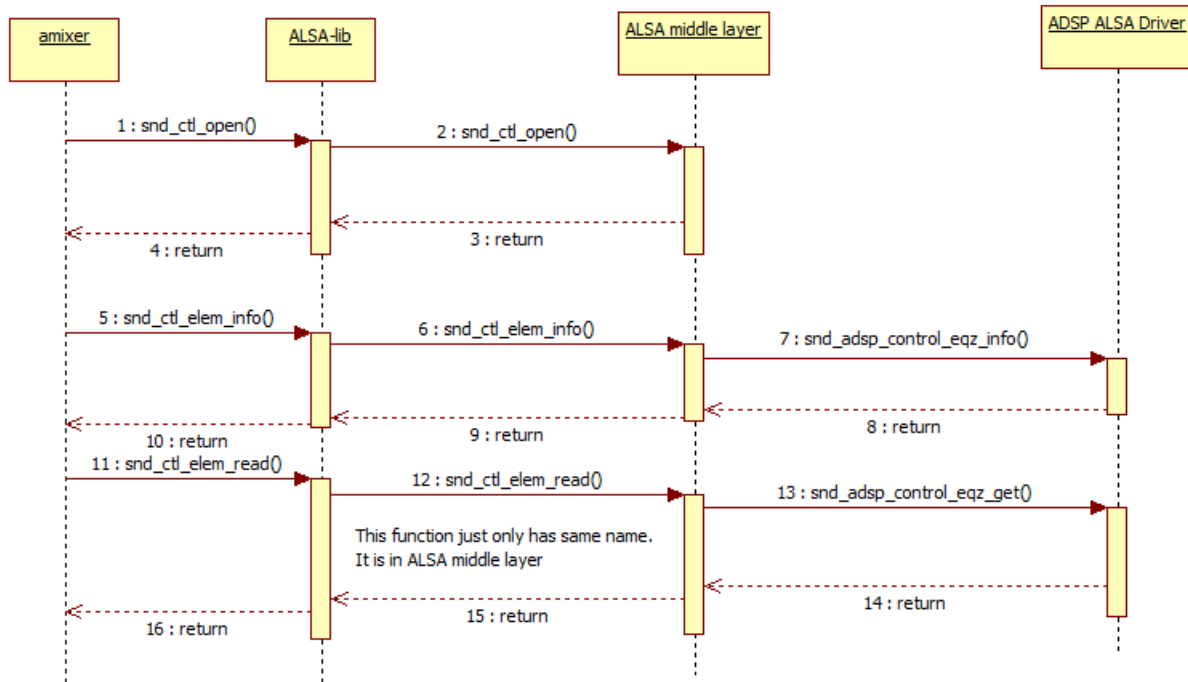 amixer
ALSA-lib
ALSA middle layer
ADSP ALSA Driver
1 : snd_ctl_open()
2 : snd_ctl_open()
3 : return
4 : return
5 : snd_ctl_elem_info()
6 : snd_ctl_elem_info()
7 : snd_adsp_control_eqz_info()
8 : return
9 : return
10 : return
11 : snd_ctl_elem_read()
12 : snd_ctl_elem_read()
13 : snd_adsp_control_eqz_get()
This function just only has same name.
It is in ALSA middle layer
14 : return
15 : return
16 : return